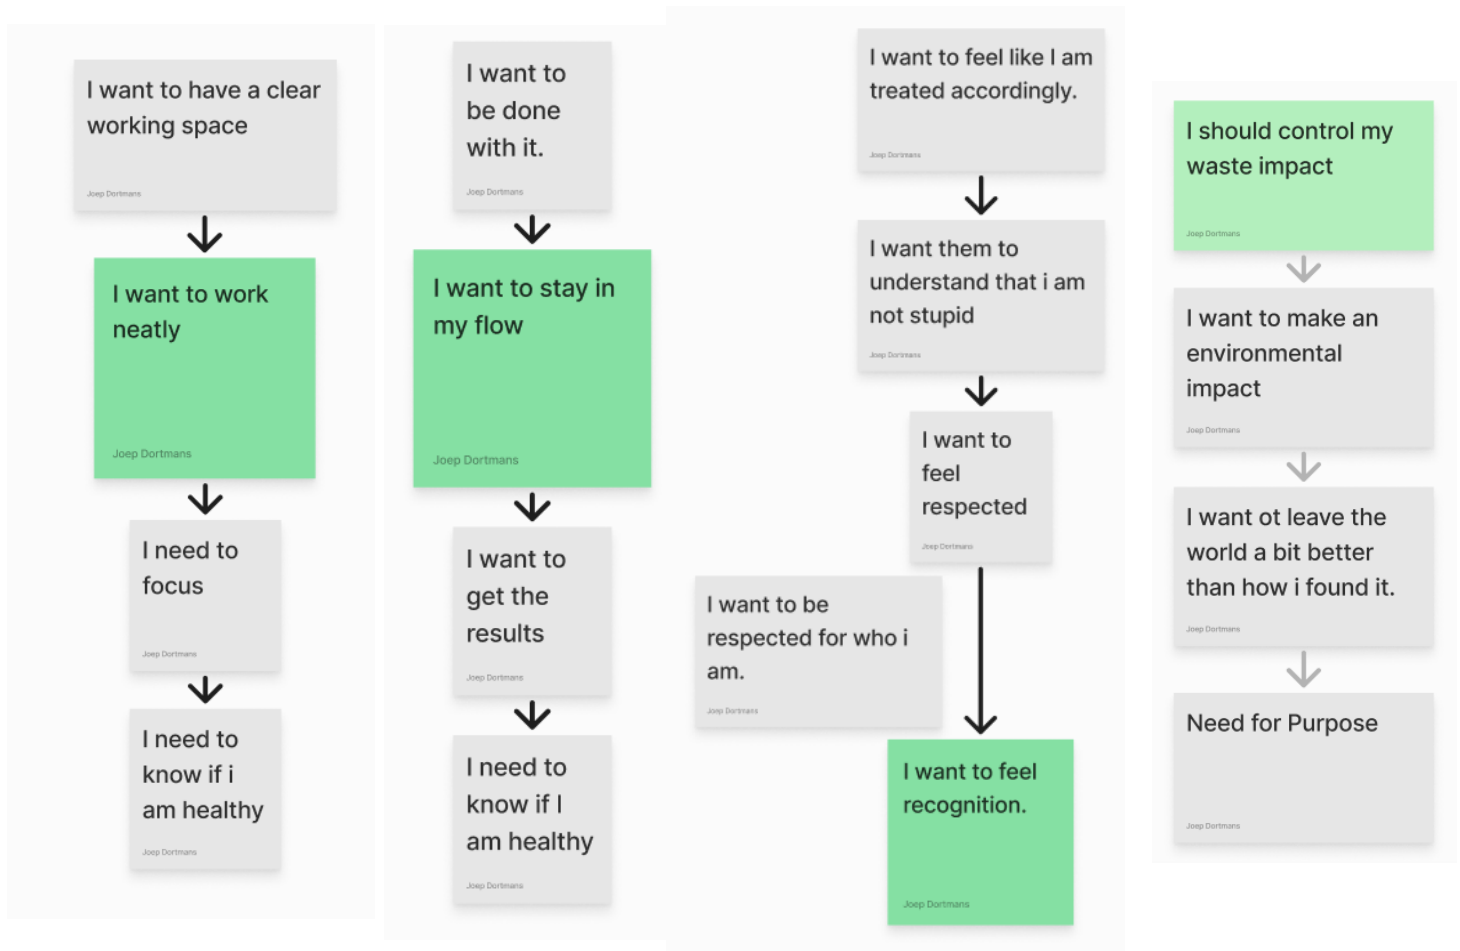 I want to have a clear
working space
Joep Dortmans
I want to work
neatly
Joep Dortmans
I need to
focus
Joep Dortmans
I need to
know if i
am healthy
Joep Dortmans
I want to
be done
with it.
Joep Dortmans
I want to stay in
my flow
Joep Dortmans
I want to
get the
results
Joep Dortmans
I need to
know if I
am healthy
Joep Dortmans
I want to feel like I am
treated accordingly.
Joep Dortmans
I want them to
understand that i am
not stupid
Joep Dortmans
I want to
feel
respected
Joep Dortmans
I want to be
respected for who i
am.
Joep Dortmans
I want to feel
recognition.
Joep Dortmans
I should control my
waste impact
Joep Dortmans
I want to make an
environmental
impact
Joep Dortmans
I want ot leave the
world a bit better
than how i found it.
Joep Dortmans
Need for Purpose
Joep Dortmans